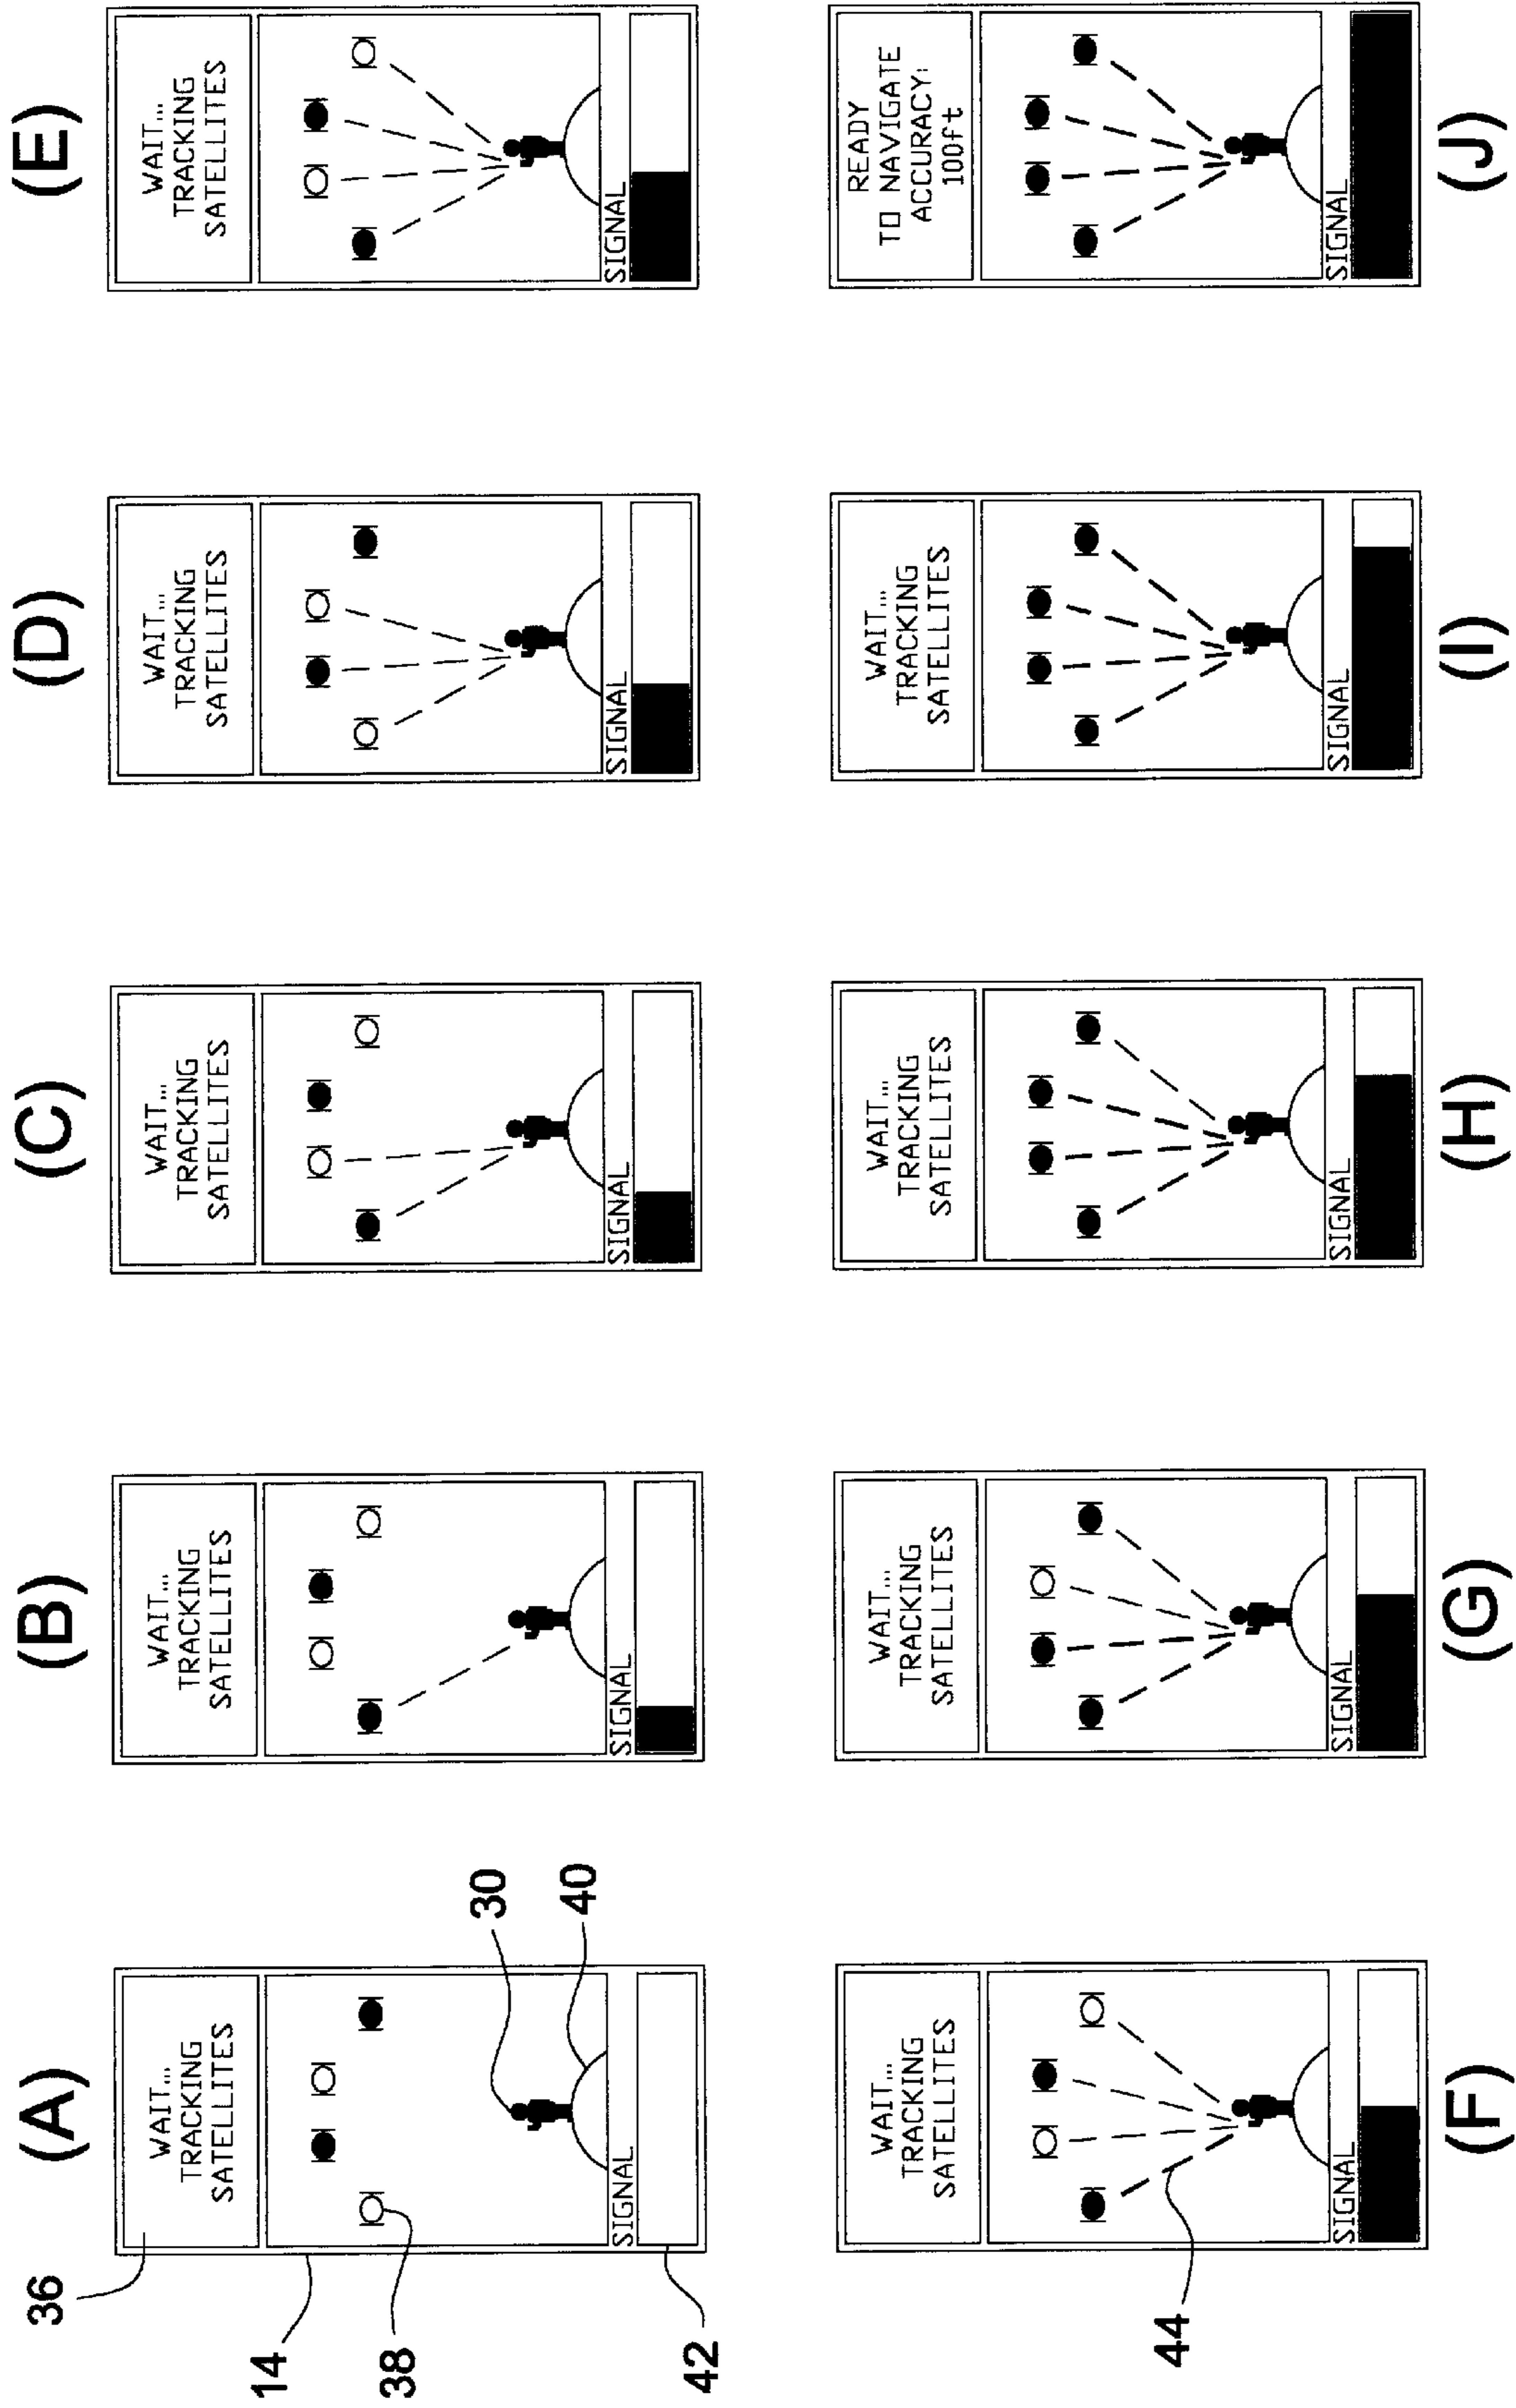 (A)
36
WAIT...
TRACKING
SATELLITES
14
38
30
40
SIGNAL
42
(B)
WAIT...
TRACKING
SATELLITES
SIGNAL
(C)
WAIT...
TRACKING
SATELLITES
SIGNAL
(D)
WAIT...
TRACKING
SATELLITES
SIGNAL
(E)
WAIT...
TRACKING
SATELLITES
SIGNAL
WAIT...
TRACKING
SATELLITES
44
SIGNAL
(F)
WAIT...
TRACKING
SATELLITES
SIGNAL
(G)
WAIT...
TRACKING
SATELLITES
SIGNAL
(H)
WAIT...
TRACKING
SATELLITES
SIGNAL
(I)
READY
TO NAVIGATE
ACCURACY:
100ft
SIGNAL
(J)